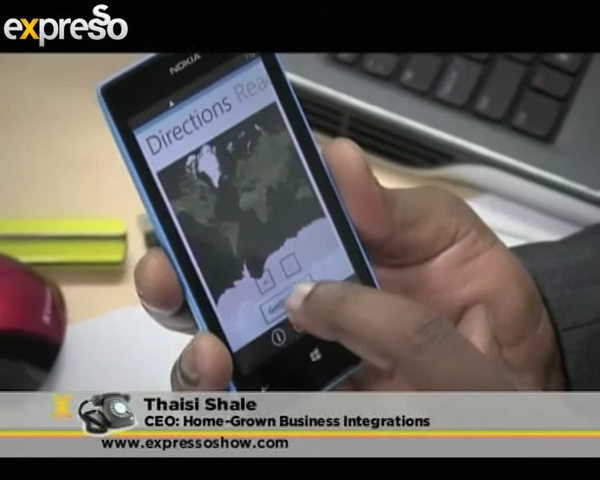 expresso
NOKIA
Directions Rea
Thaisi Shale
CEO: Home-Grown Business Integrations
www.expressoshow.com